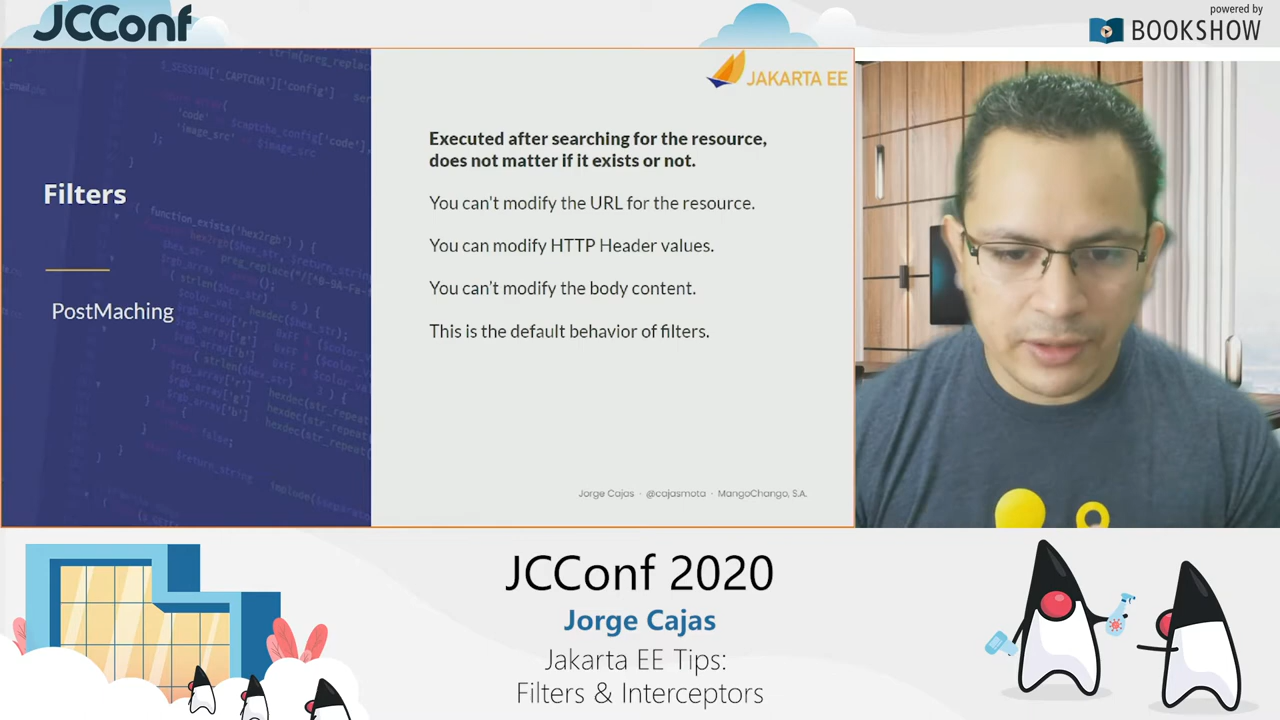 JCConf
powered by
BOOKSHOW
JAKARTA EE
Filters
PostMaching
Executed after searching for the resource,
does not matter if it exists or not.
You can't modify the URL for the resource.
You can modify HTTP Header values.
You can't modify the body content.
This is the default behavior of filters.
Jorge Cajas · @cajasmota · MangoChango, S.A.
JCConf 2020
Jorge Cajas
Jakarta EE Tips:
Filters & Interceptors